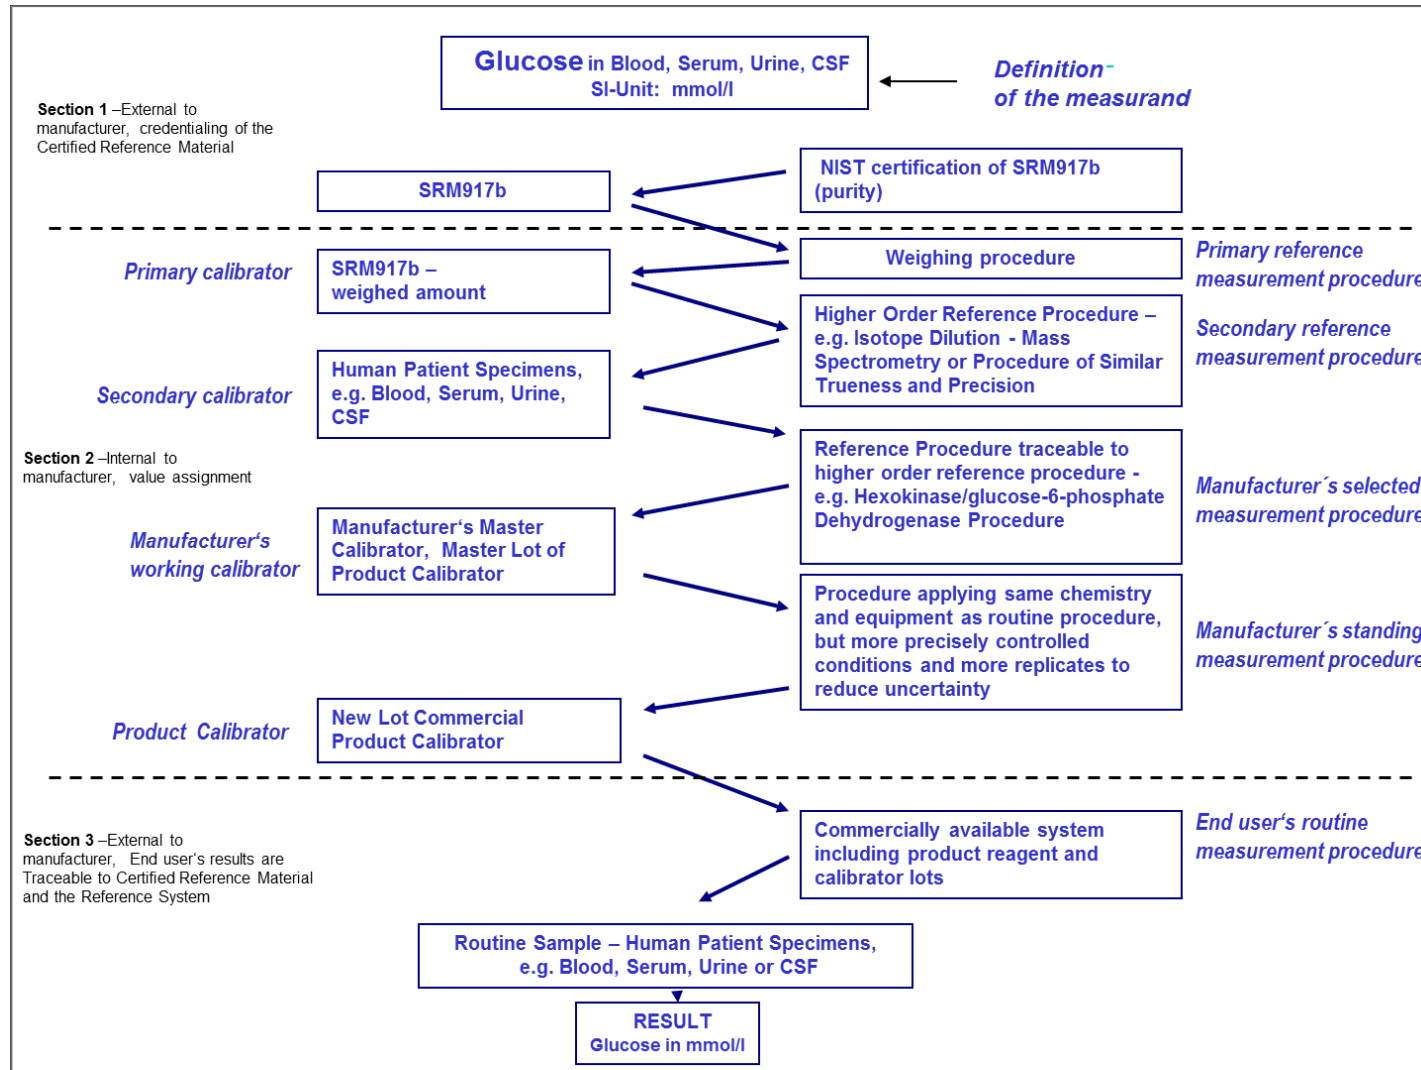 Glucose in Blood, Serum, Urine, CSF
SI-Unit: mmol/l
Definition-
of the measurand
Section 1 –External to
manufacturer, credentialing of the
Certified Reference Material
NIST certification of SRM917b
(purity)
SRM917b
Primary calibrator
SRM917b –
weighed amount
Weighing procedure
Primary reference
measurement procedure
Higher Order Reference Procedure –
e.g. Isotope Dilution - Mass
Spectrometry or Procedure of Similar
Trueness and Precision
Secondary reference
measurement procedure
Secondary calibrator
Human Patient Specimens,
e.g. Blood, Serum, Urine,
CSF
Section 2 –Internal to
manufacturer, value assignment
Reference Procedure traceable to
higher order reference procedure -
e.g. Hexokinase/glucose-6-phosphate
Dehydrogenase Procedure
Manufacturer´s selected
measurement procedure
Manufacturer‘s
working calibrator
Manufacturer‘s Master
Calibrator, Master Lot of
Product Calibrator
Procedure applying same chemistry
and equipment as routine procedure,
but more precisely controlled
conditions and more replicates to
reduce uncertainty
Manufacturer´s standing
measurement procedure
Product Calibrator
New Lot Commercial
Product Calibrator
Section 3 –External to
manufacturer, End user’s results are
Traceable to Certified Reference Material
and the Reference System
Commercially available system
including product reagent and
calibrator lots
End user‘s routine
measurement procedure
Routine Sample – Human Patient Specimens,
e.g. Blood, Serum, Urine or CSF
RESULT
Glucose in mmol/l